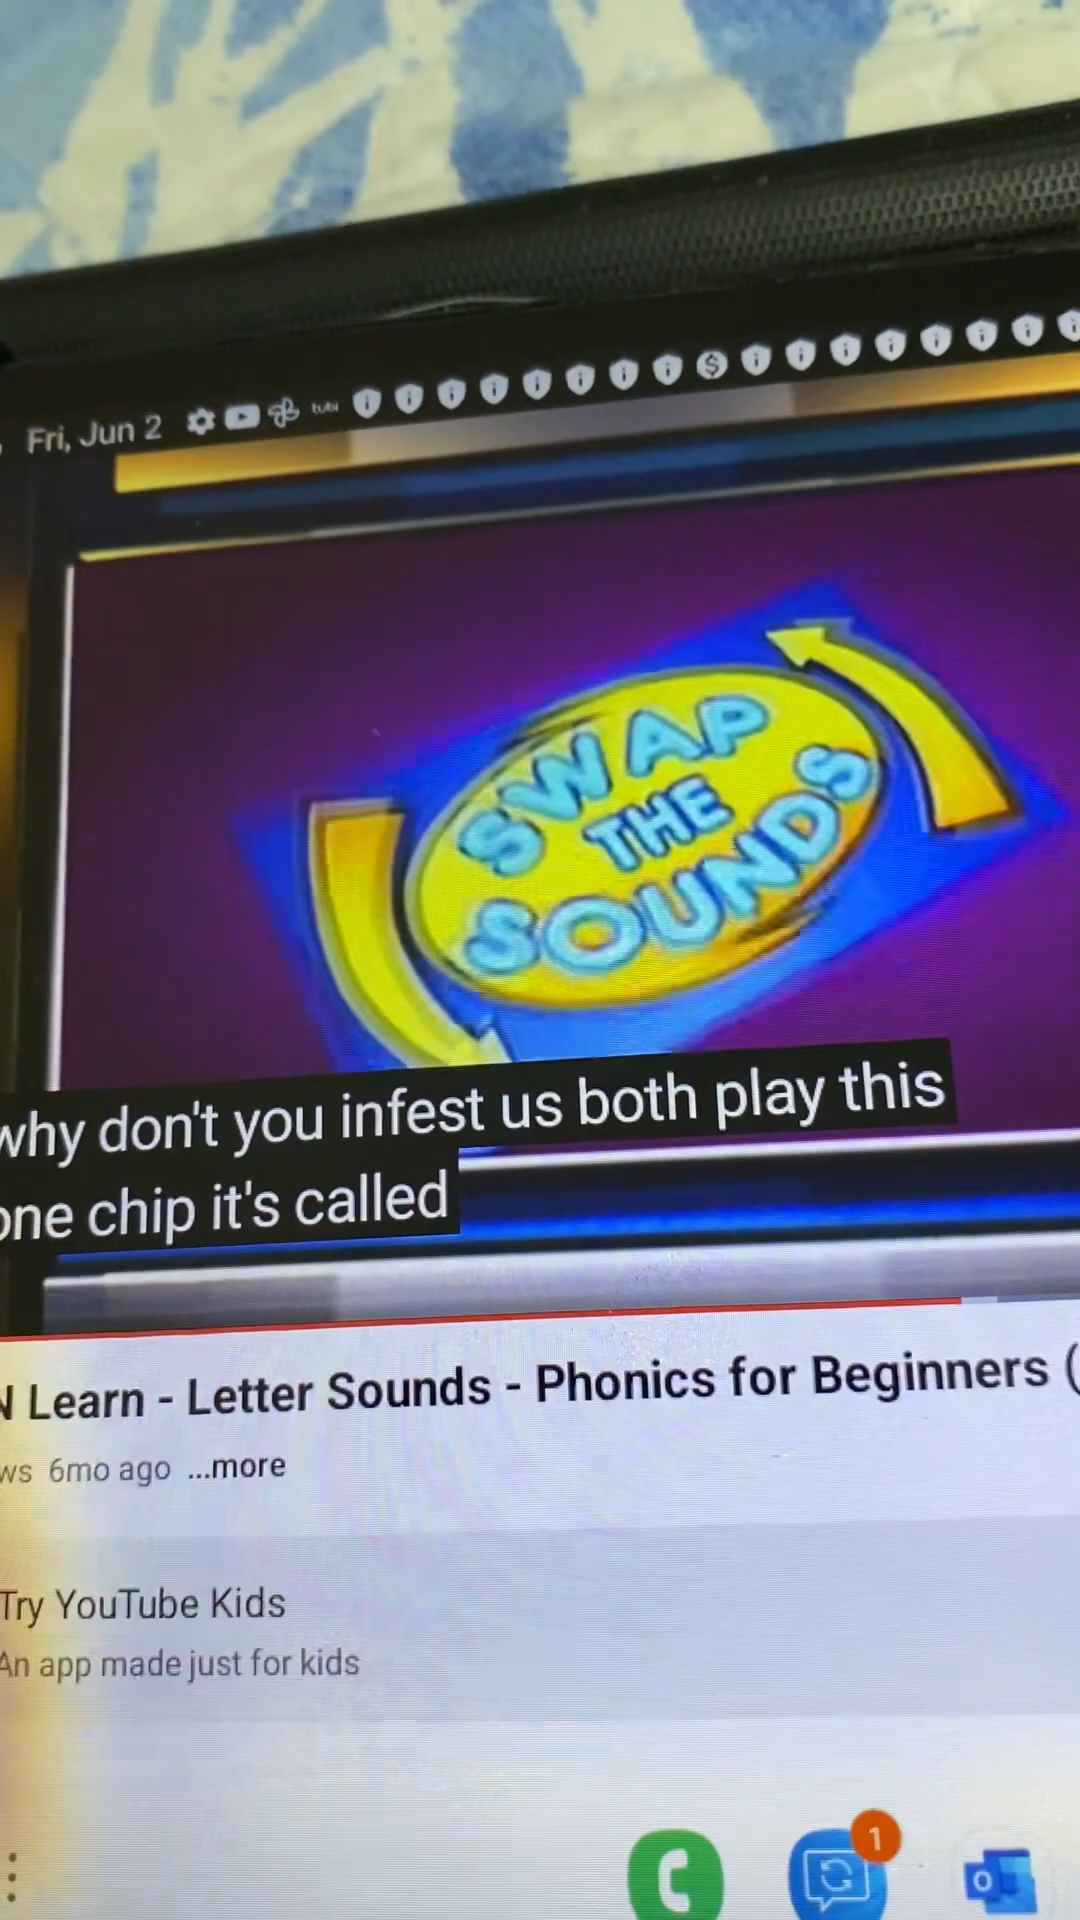 Fri, Jun 2
tubi
SWAP
THE
SOUNDS
why don't you infest us both play this
one chip it's called
Learn - Letter Sounds - Phonics for Beginners (
6mo ago ...more
Try YouTube Kids
An app made just for kids
1